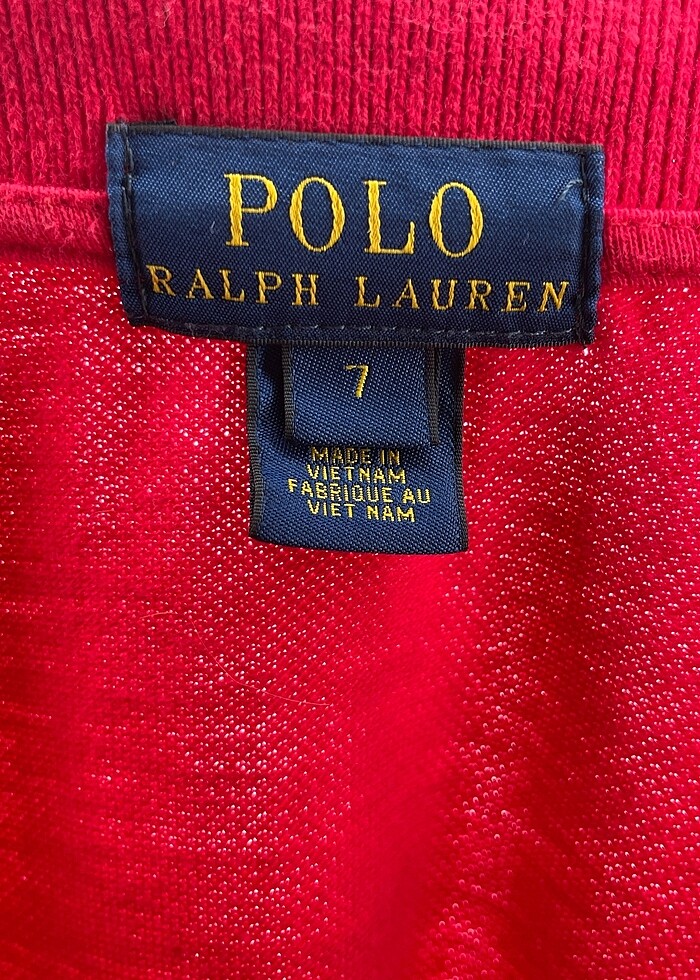 POLO
RALPH LAUREN
7
MADE IN
VIETNAM
FABRIQUE AU
VIET NAM